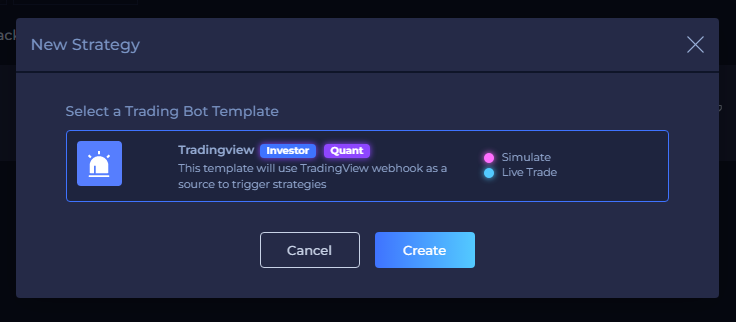 ack
New Strategy
Select a Trading Bot Template
Tradingview Investor Quant
This template will use TradingView webhook as a
source to trigger strategies
Simulate
Live Trade
Cancel
Create